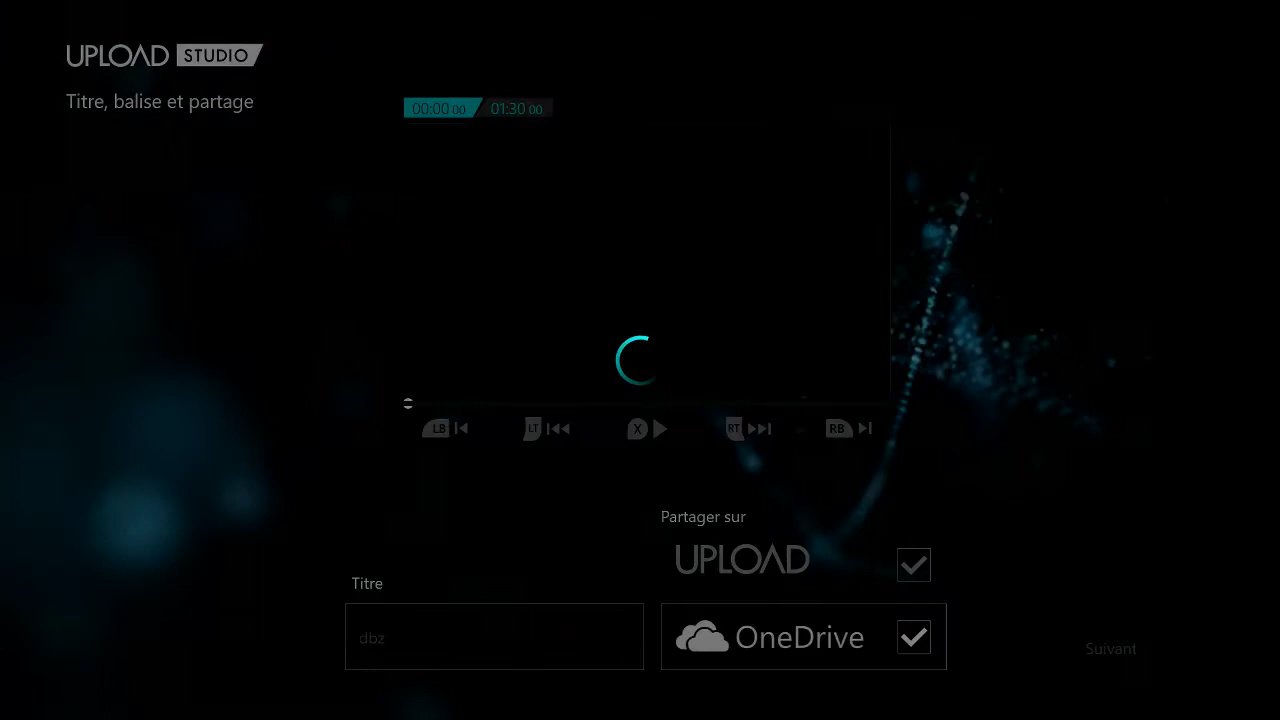 UPLOAD STUDIO
Titre, balise et partage
00:00 00 01:30 00
LB LT X RT RB
Partager sur
UPLOAD
Titre
dbz
OneDrive
Suivant